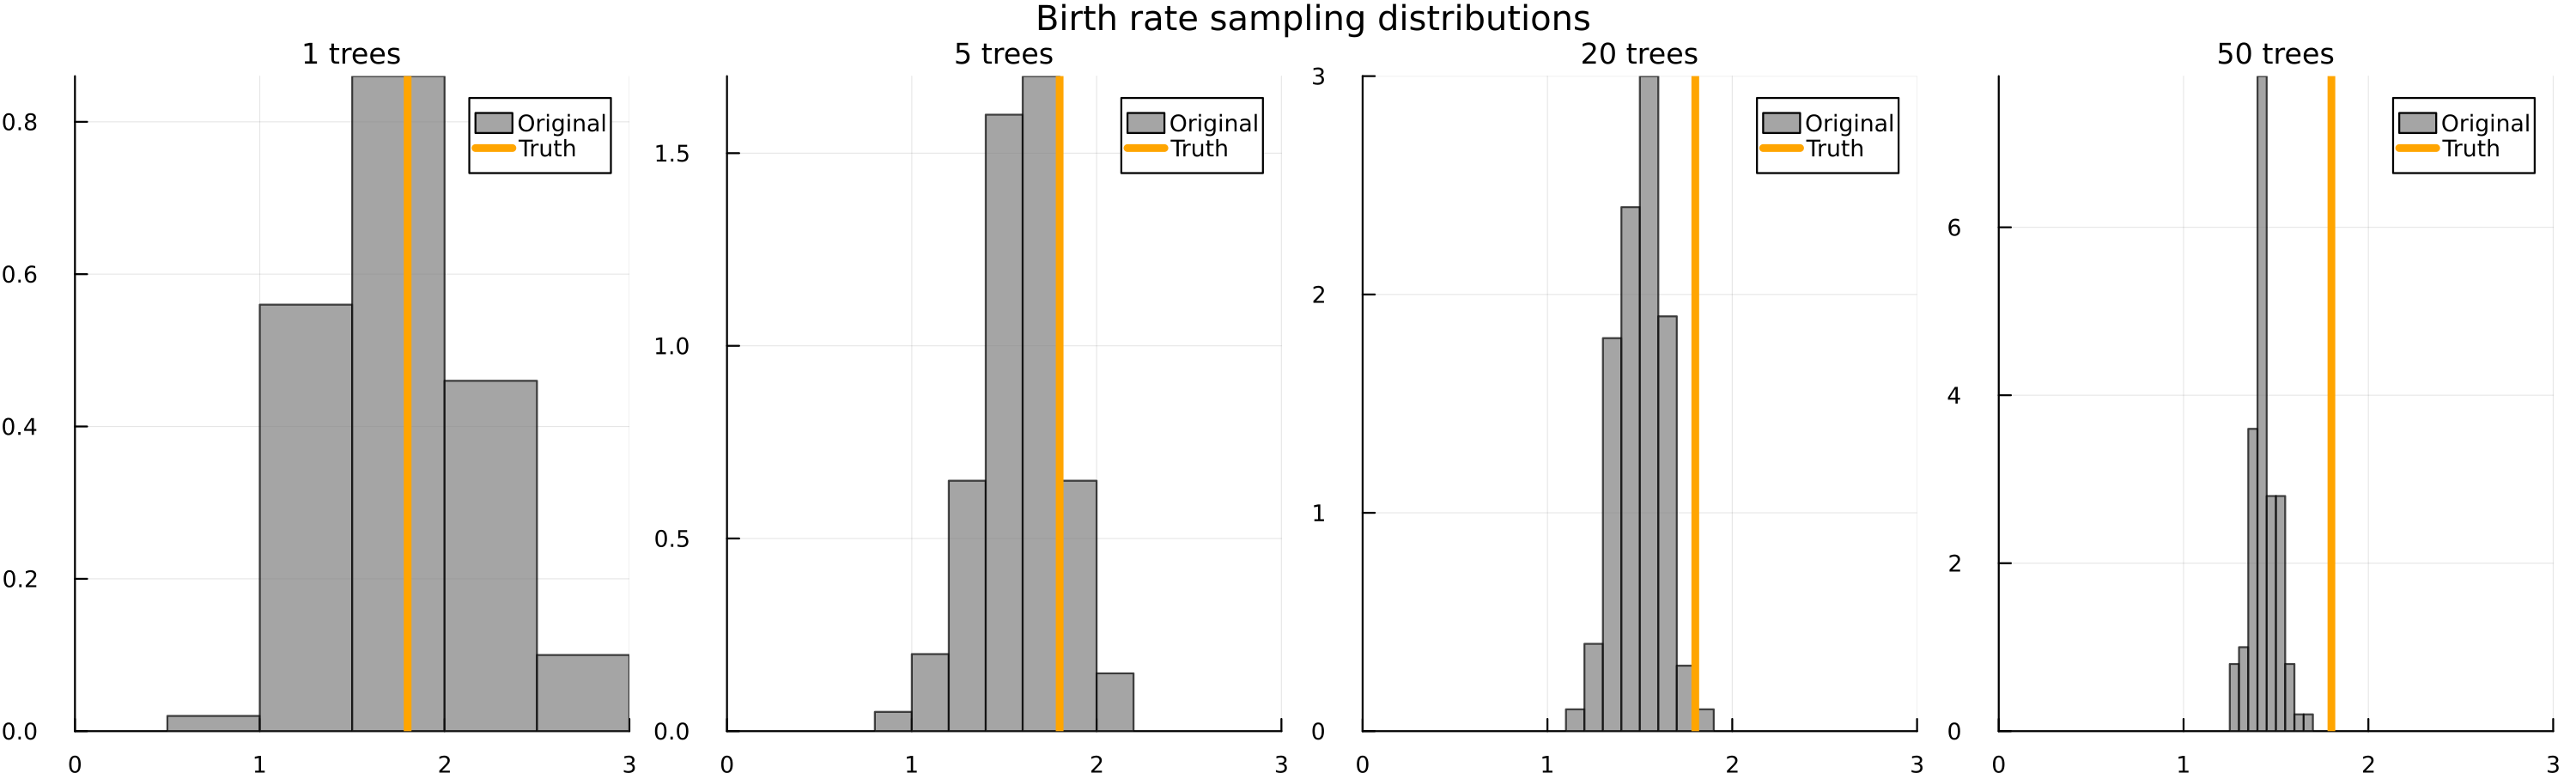 Birth rate sampling distributions
1 trees
0.8
0.6
0.4
0.2
0.0
0 1 2 3
Original
Truth
5 trees
1.5
1.0
0.5
0.0
0 1 2 3
Original
Truth
20 trees
3
2
1
0
0 1 2 3
Original
Truth
50 trees
6
4
2
0
0 1 2 3
Original
Truth